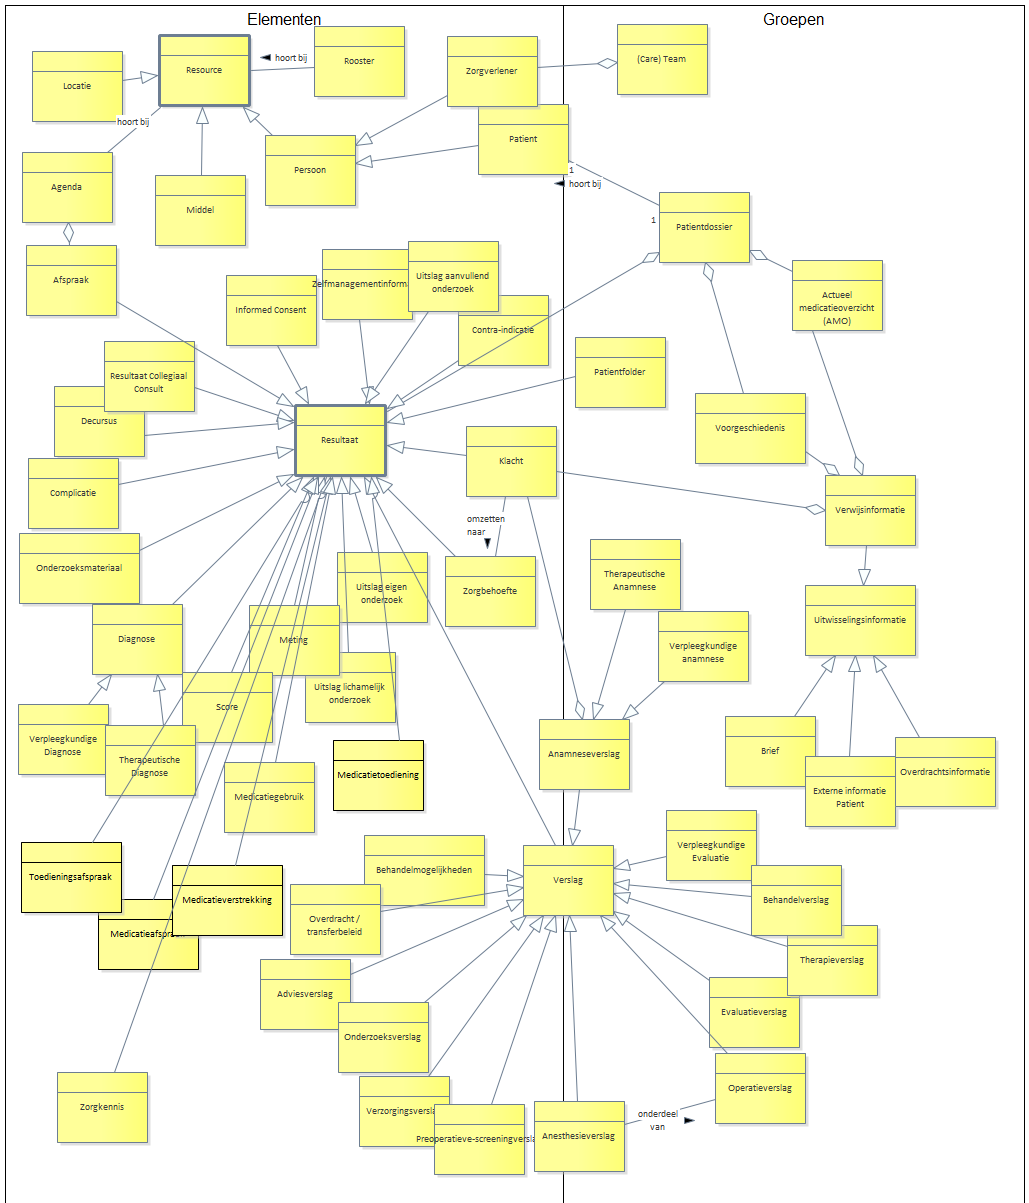 Elementen
Groepen
Resource
hoort bij
Rooster
Zorgverlener
(Care) Team
Locatie
hoort bij
Patient
Persoon
Agenda
Middel
1
hoort bij
1
Patientdossier
Afspraak
Informed Consent
Zelfmanagementinforma
Uitslag aanvullend
onderzoek
Contra-indicatie
Actueel
medicatieoverzicht
(AMO)
Resultaat Collegiaal
Consult
Patientfolder
Decursus
Resultaat
Voorgeschiedenis
Klacht
Complicatie
Verwijsinformatie
omzetten
naar
Onderzoeksmateriaal
Uitslag eigen
onderzoek
Zorgbehoefte
Therapeutische
Anamnese
Diagnose
Meting
Verpleegkundige
anamnese
Uitwisselingsinformatie
Score
Uitslag lichamelijk
onderzoek
Verpleegkundige
Diagnose
Therapeutische
Diagnose
Anamneseverslag
Brief
Medicatiegebruik
Medicatietoediening
Externe informatie
Patient
Overdrachtsinformatie
Toedieningsafspraak
Medicatieverstrekking
Medicatieafspraak
Behandelmogelijkheden
Verslag
Verpleegkundige
Evaluatie
Behandelverslag
Overdracht /
transferbeleid
Therapieverslag
Adviesverslag
Evaluatieverslag
Onderzoeksverslag
Zorgkennis
Verzorgingsversla
Preoperatieve-screeningversla
Anesthesieverslag
onderdeel
van
Operatieverslag